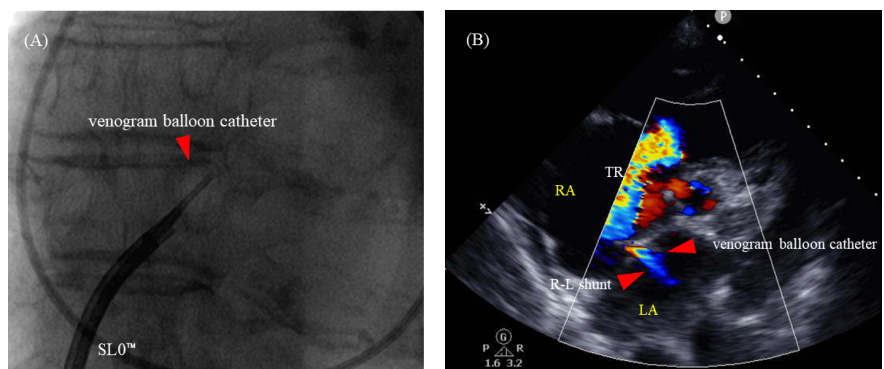 (A)
venogram balloon catheter
SL0™
(B)
P
TR
RA
venogram balloon catheter
R-L shunt
LA
G
P R
1.6 3.2